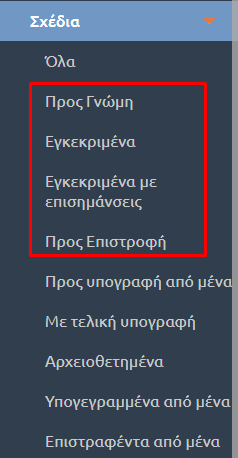 Σχέδια
Όλα
Προς Γνώμη
Εγκεκριμένα
Εγκεκριμένα με
επισημάνσεις
Προς Επιστροφή
Προς υπογραφή από μένα
Με τελική υπογραφή
Αρχειοθετημένα
Υπογεγραμμένα από μένα
Επιστραφέντα από μένα